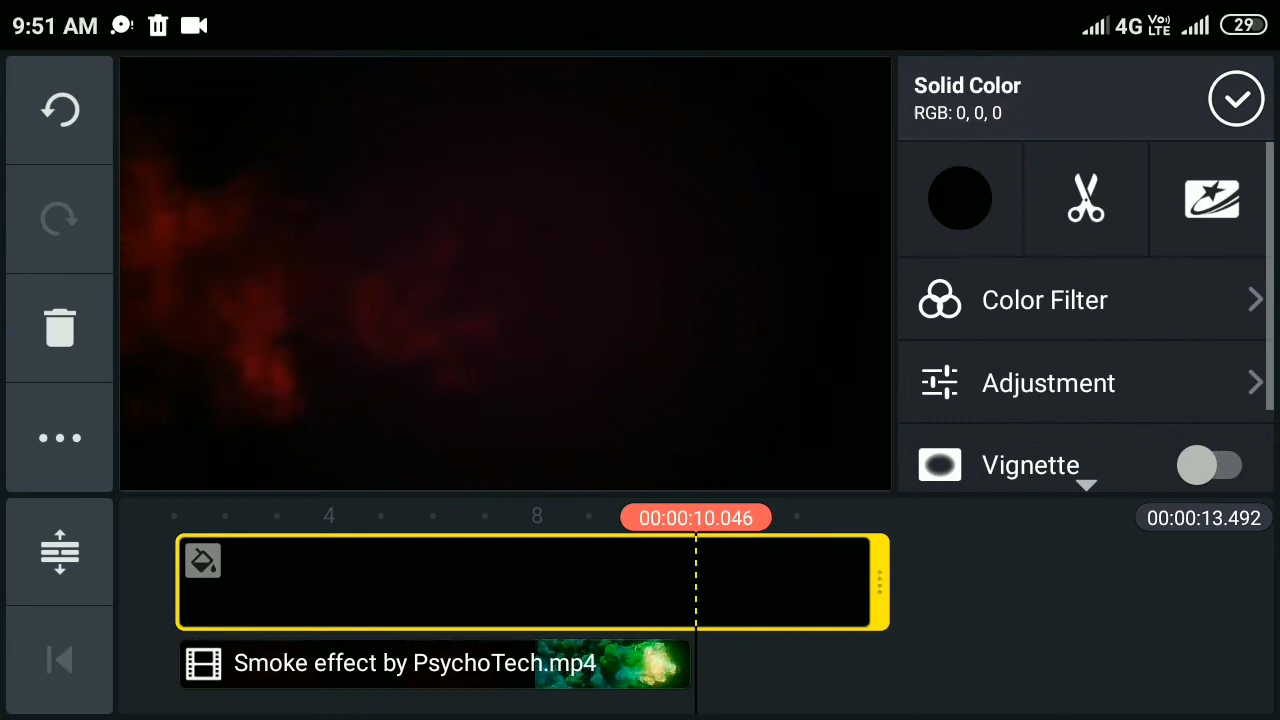 9:51 AM
4G Vo)) LTE
29
Solid Color
RGB: 0, 0, 0
Color Filter
Adjustment
Vignette
4
8
00:00:10.046
00:00:13.492
Smoke effect by PsychoTech.mp4